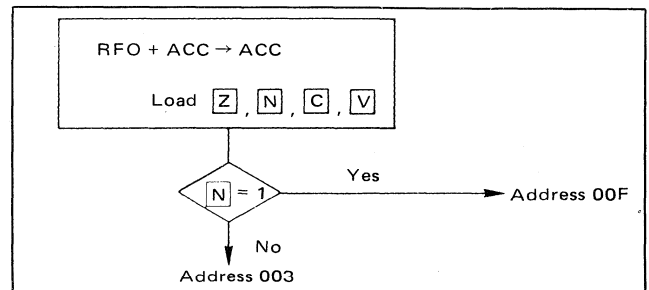 RFO + ACC → ACC
Load Z , N , C , V
N = 1
Yes
Address 00F
No
Address 003